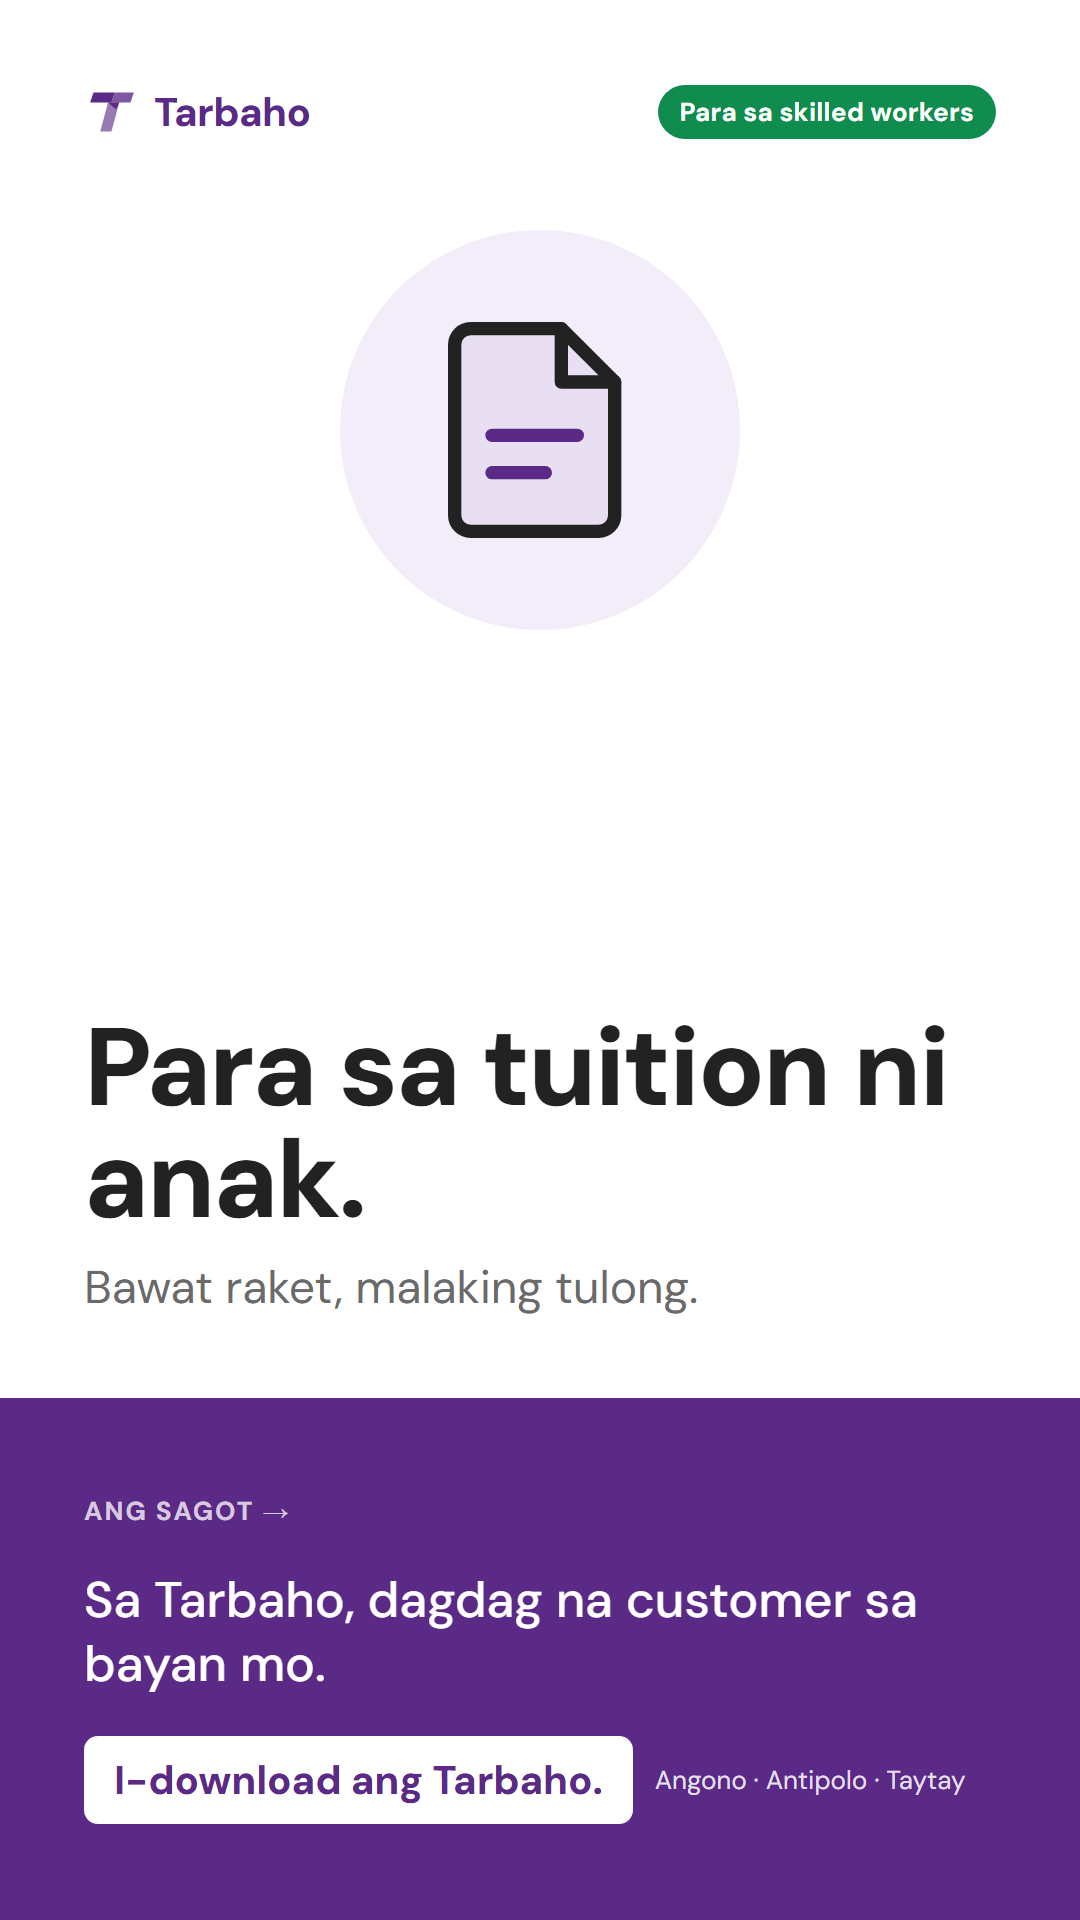 Tarbaho
Para sa skilled workers
Para sa tuition ni
anak.
Bawat raket, malaking tulong.
ANG SAGOT →
Sa Tarbaho, dagdag na customer sa
bayan mo.
I-download ang Tarbaho.
Angono · Antipolo · Taytay